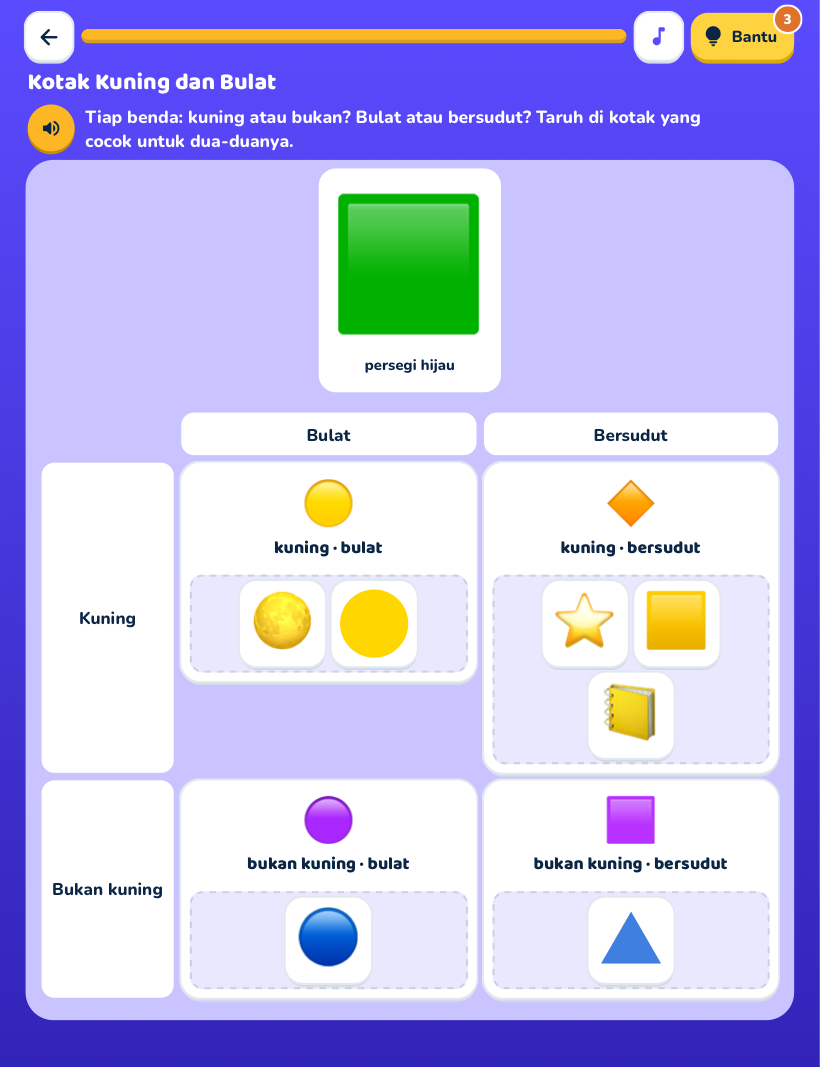 3
Bantu
Kotak Kuning dan Bulat
Tiap benda: kuning atau bukan? Bulat atau bersudut? Taruh di kotak yang
cocok untuk dua-duanya.
persegi hijau
Bulat
Bersudut
Kuning
kuning · bulat
kuning · bersudut
Bukan kuning
bukan kuning · bulat
bukan kuning · bersudut